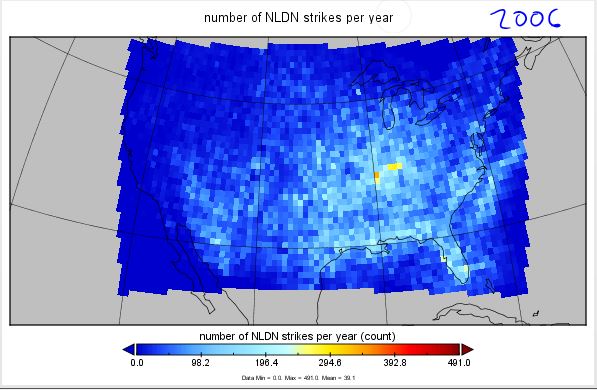 number of NLDN strikes per year
2006
number of NLDN strikes per year (count)
0.0 98.2 196.4 294.6 392.8 491.0
Data Min = 0.0, Max = 491.0, Mean = 39.1